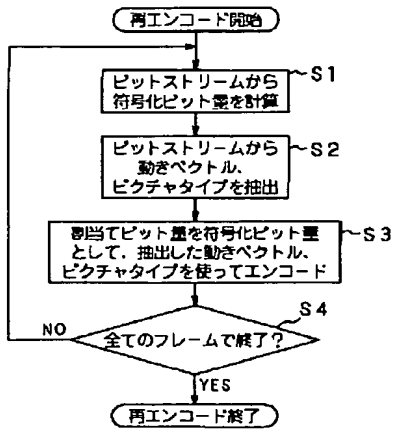 再エンコード開始
S1
ビットストリームから
符号化ビット量を計算
S2
ビットストリームから
動きベクトル、
ピクチャタイプを抽出
S3
割当てビット量を符号化ビット量
として、抽出した動きベクトル、
ピクチャタイプを使ってエンコード
S4
全てのフレームで終了?
NO
YES
再エンコード終了